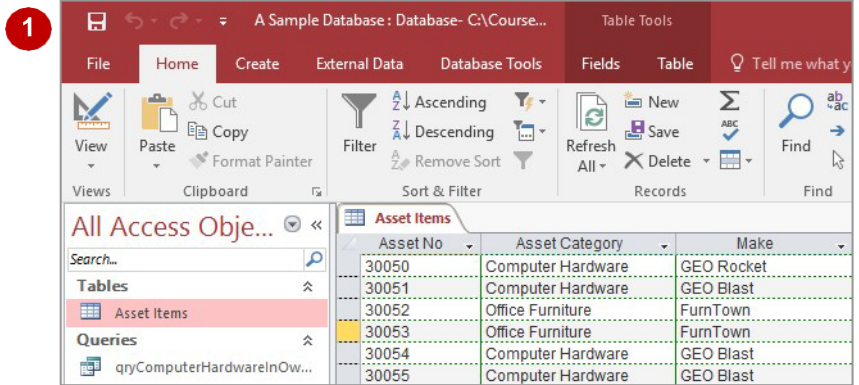 1
A Sample Database : Database- C:\Course...
Table Tools
File Home Create External Data Database Tools Fields Table Tell me what y
View
Paste
Cut
Copy
Format Painter
Filter
Ascending
Descending
Remove Sort
Refresh All
New
Save
Delete
ABC
Find
ab
ac
Views Clipboard Sort & Filter Records Find
All Access Obje... «
Search...
Tables
Asset Items
Queries
qryComputerHardwareInOw...
Asset Items
Asset No Asset Category Make
30050 Computer Hardware GEO Rocket
30051 Computer Hardware GEO Blast
30052 Office Furniture FurnTown
30053 Office Furniture FurnTown
30054 Computer Hardware GEO Blast
30055 Computer Hardware GEO Blast